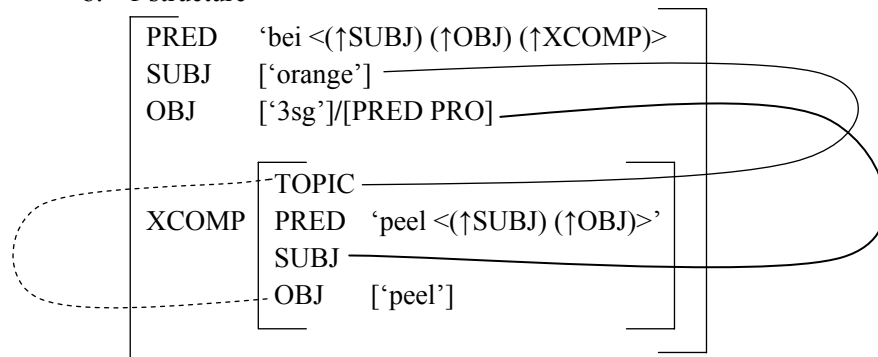 PRED ‘bei <(↑SUBJ) (↑OBJ) (↑XCOMP)>
SUBJ [‘orange’]
OBJ [‘3sg’]/[PRED PRO]
TOPIC
XCOMP PRED ‘peel <(↑SUBJ) (↑OBJ)>’
SUBJ
OBJ [‘peel’]